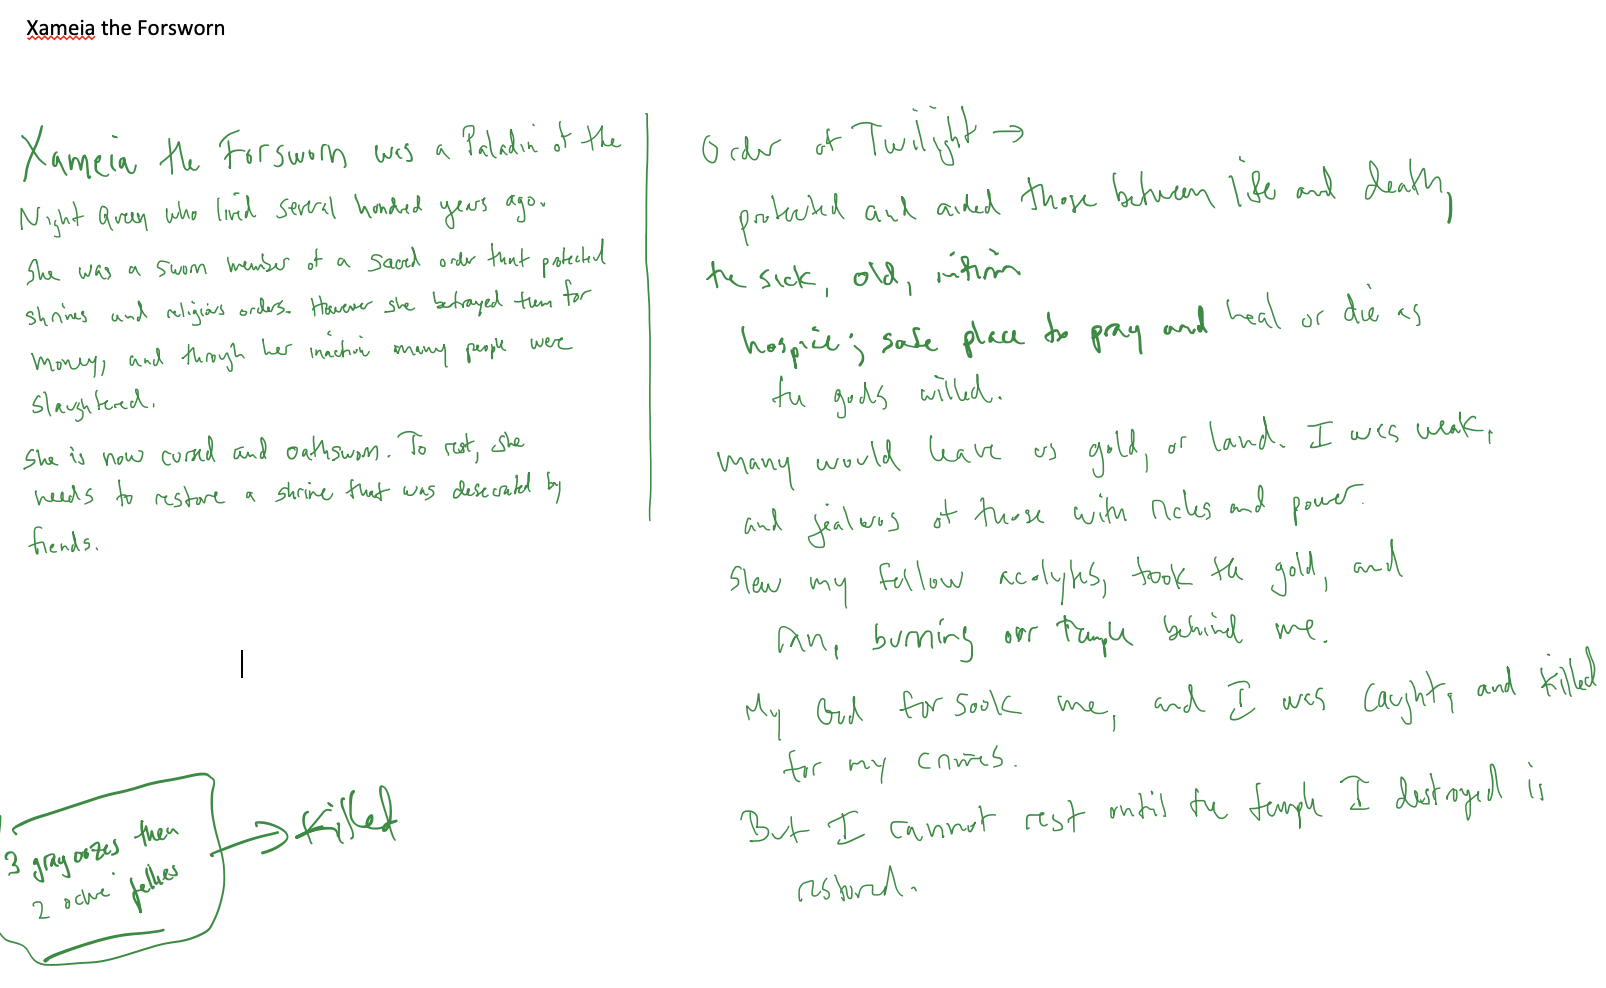 Xameia the Forsworn
Xameia the Forsworn was a Paladin of the
Night Queen who lived several hundred years ago.
She was a sworn member of a sacred order that protected
shrines and religious orders. However she betrayed them for
money, and through her inaction many people were
slaughtered.
She is now cursed and oathsworn. To rest, she
needs to restore a shrine that was desecrated by
fiends.
Order of Twilight →
protected and aided those between life and death,
the sick, old, infirm
hospice; safe place to pray and heal or die as
the gods willed.
many would leave us gold, or land. I was weak,
and jealous of those with riches and power.
Slew my fellow acolytes, took the gold, and
ran, burning our temple behind me.
My God forsook me, and I was caught, and killed
for my crimes.
But I cannot rest until the temple I destroyed is
restored.
3 gray oozes then
2 ochre jellies
→ Killed